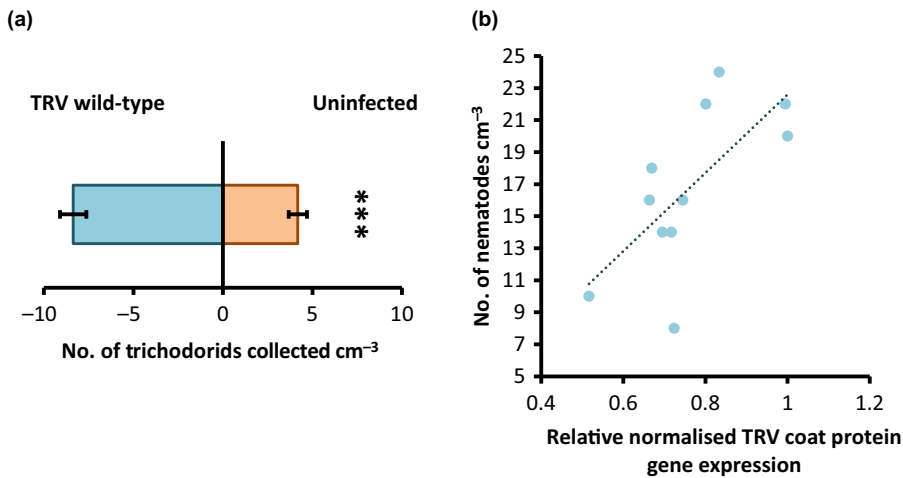 (a)
TRV wild-type
Uninfected
***
–10
–5
0
5
10
No. of trichodorids collected cm⁻³
(b)
No. of nematodes cm⁻³
25
23
21
19
17
15
13
11
9
7
5
0.4
0.6
0.8
1
1.2
Relative normalised TRV coat protein
gene expression